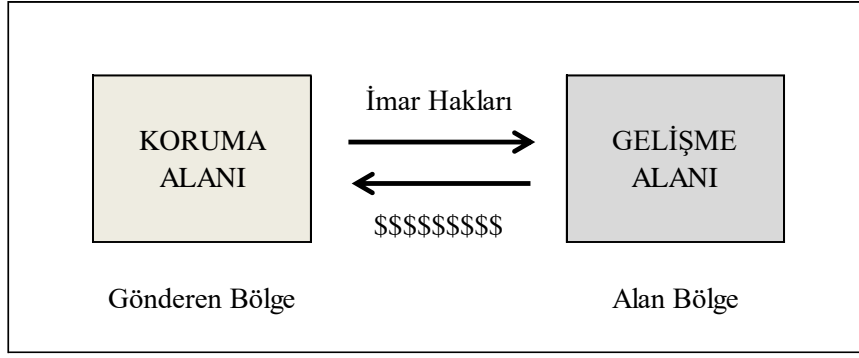 İmar Hakları
KORUMA
ALANI
GELİŞME
ALANI
$$$$$$$$$
Gönderen Bölge
Alan Bölge